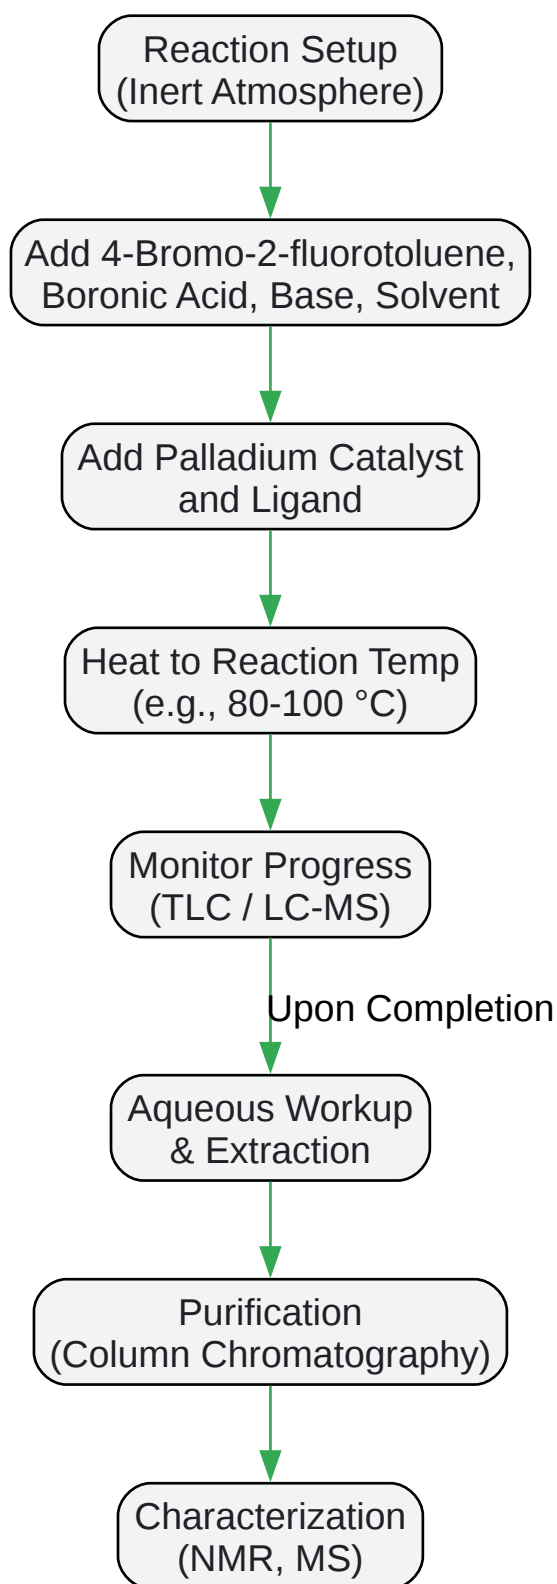 Reaction Setup
(Inert Atmosphere)
Add 4-Bromo-2-fluorotoluene,
Boronic Acid, Base, Solvent
Add Palladium Catalyst
and Ligand
Heat to Reaction Temp
(e.g., 80-100 °C)
Monitor Progress
(TLC / LC-MS)
Upon Completion
Aqueous Workup
& Extraction
Purification
(Column Chromatography)
Characterization
(NMR, MS)